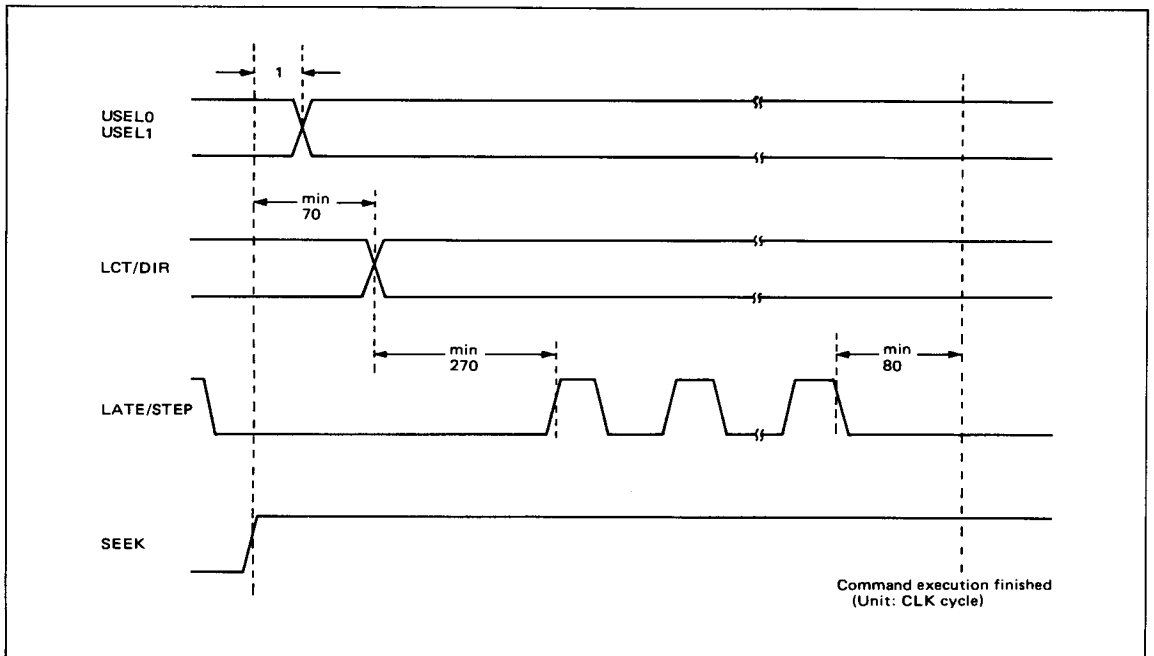 1
USEL0
USEL1
min
70
LCT/DIR
min
270
min
80
LATE/STEP
SEEK
Command execution finished
(Unit: CLK cycle)